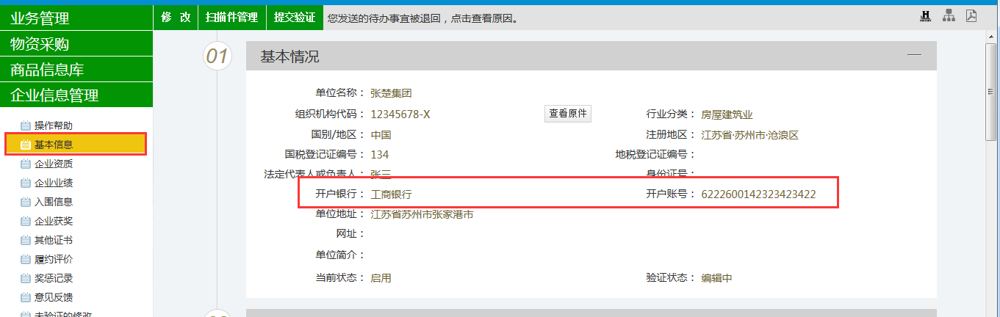 业务管理
物资采购
商品信息库
企业信息管理
操作帮助
基本信息
企业资质
企业业绩
入围信息
企业获奖
其他证书
履约评价
奖惩记录
意见反馈
未验证的修改
修 改 扫描件管理 提交验证 您发送的待办事宜被退回，点击查看原因。
01 基本情况
单位名称： 张楚集团
组织机构代码： 12345678-X 查看原件 行业分类： 房屋建筑业
国别/地区： 中国 注册地区： 江苏省·苏州市·沧浪区
国税登记证编号： 134 地税登记证编号：
法定代表人或负责人： 张三 身份证号：
开户银行： 工商银行 开户账号： 6222600142323423422
单位地址： 江苏省苏州市张家港市
网址：
单位简介：
当前状态： 启用 验证状态： 编辑中